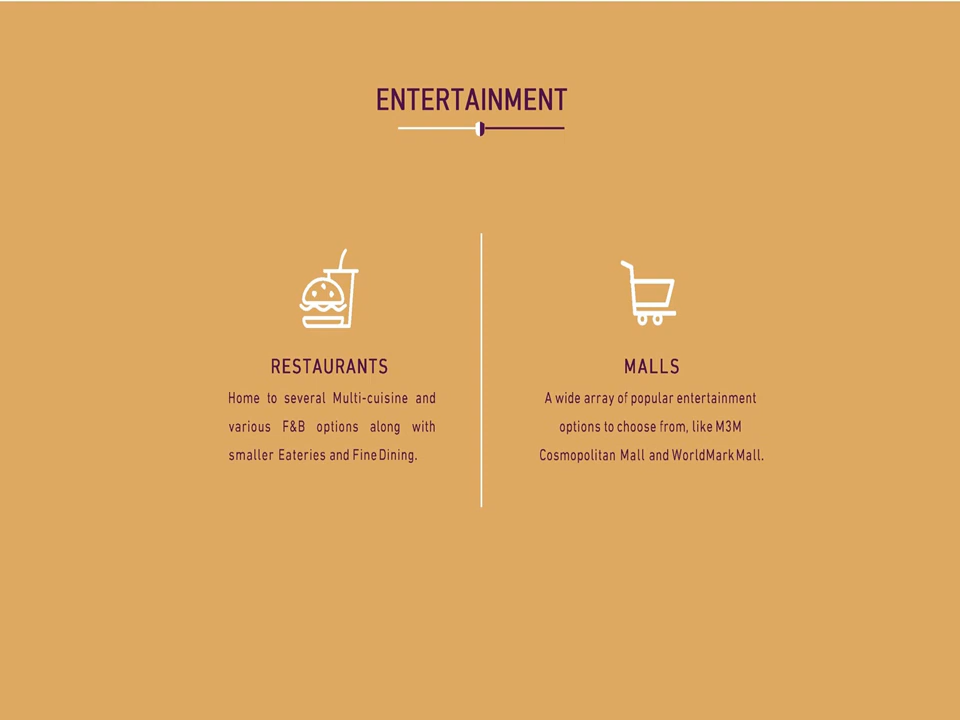 ENTERTAINMENT
RESTAURANTS
Home to several Multi-cuisine and
various F&B options along with
smaller Eateries and Fine Dining.
MALLS
A wide array of popular entertainment
options to choose from, like M3M
Cosmopolitan Mall and WorldMark Mall.